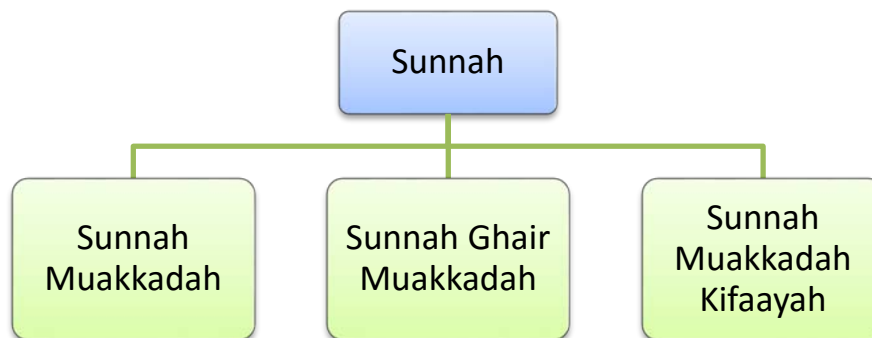 Sunnah
Sunnah
Muakkadah
Sunnah Ghair
Muakkadah
Sunnah
Muakkadah
Kifaayah